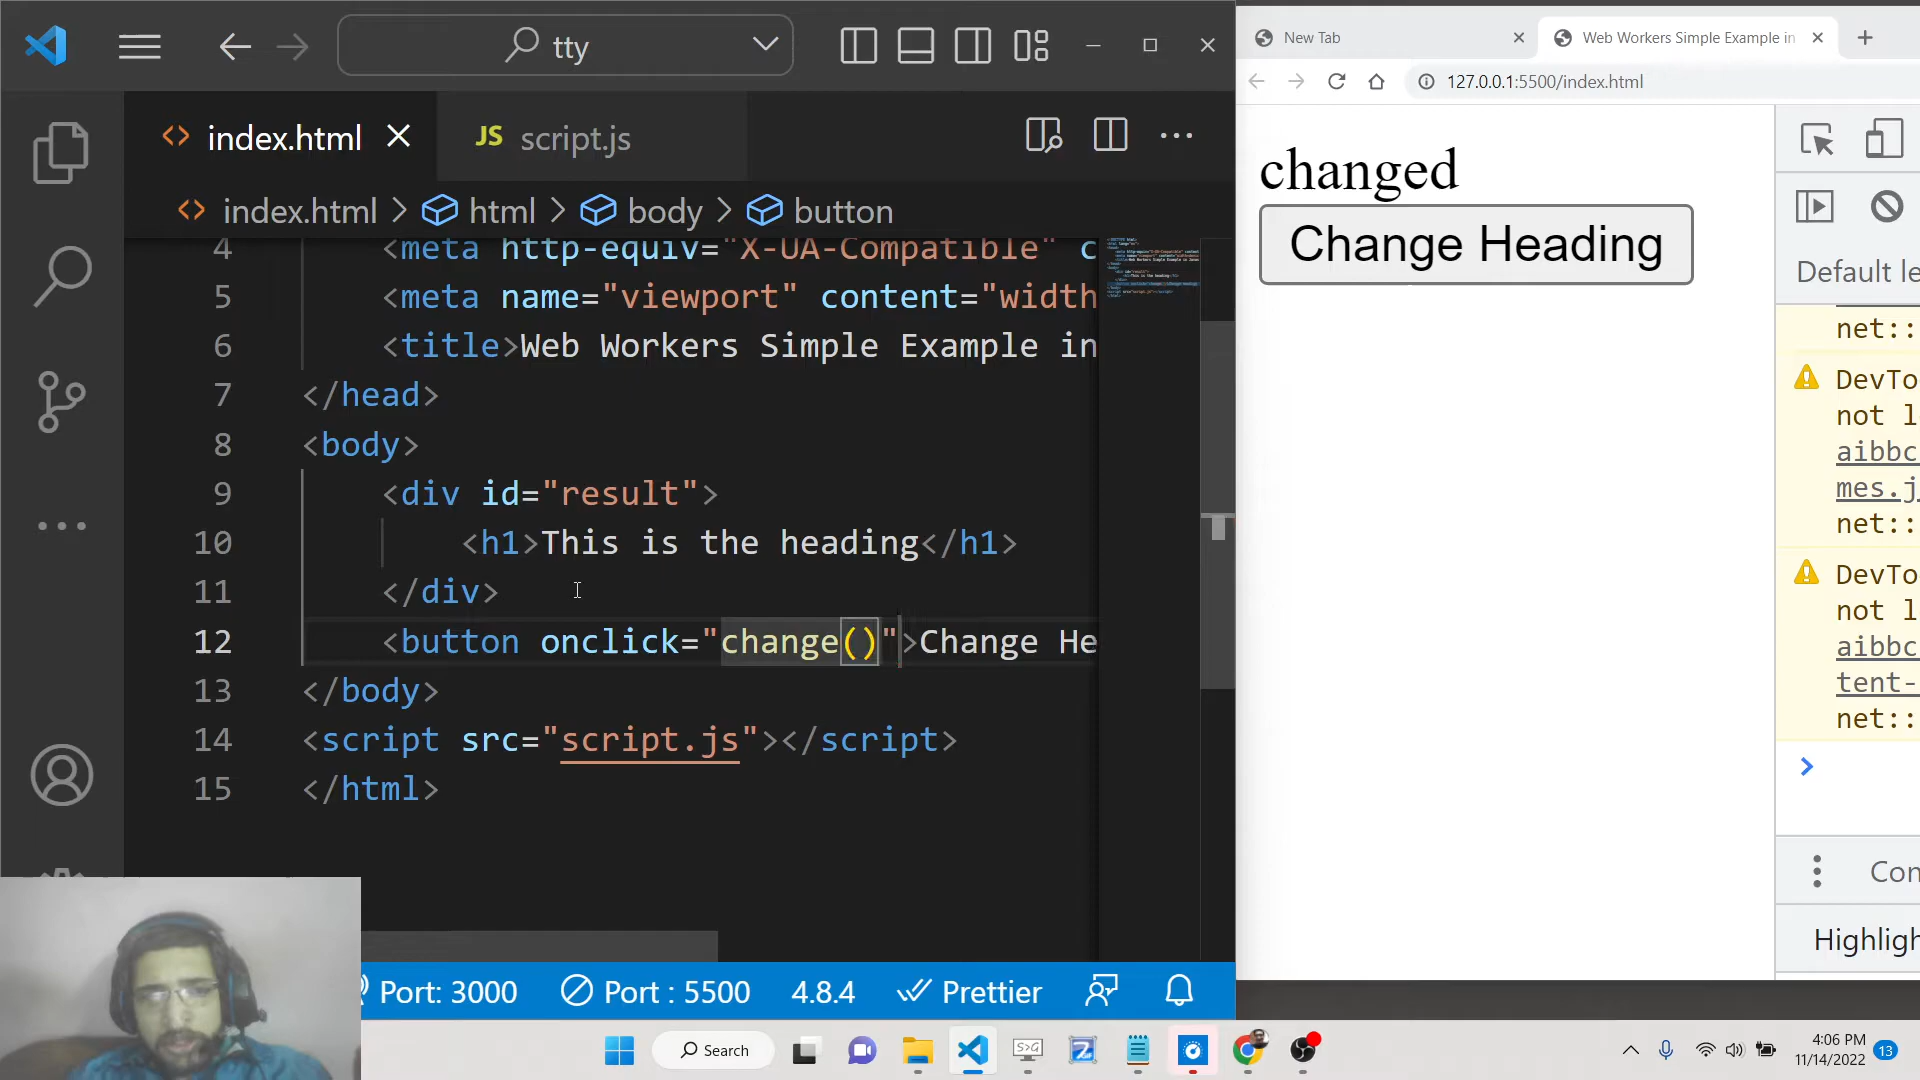 tty
index.html
JS script.js
index.html > html > body > button
4 <meta http-equiv="X-UA-Compatible" c
5 <meta name="viewport" content="width
6 <title>Web Workers Simple Example in
7 </head>
8 <body>
9 <div id="result">
10 <h1>This is the heading</h1>
11 </div>
12 <button onclick="change()">Change He
13 </body>
14 <script src="script.js"></script>
15 </html>
Port: 3000
Port : 5500
4.8.4
Prettier
New Tab
Web Workers Simple Example in
127.0.0.1:5500/index.html
changed
Change Heading
Default le
net::
DevTo
not l
aibbc
mes.j
net::
DevTo
not l
aibbc
tent-
net::
Con
Highligh
Search
4:06 PM
11/14/2022
13